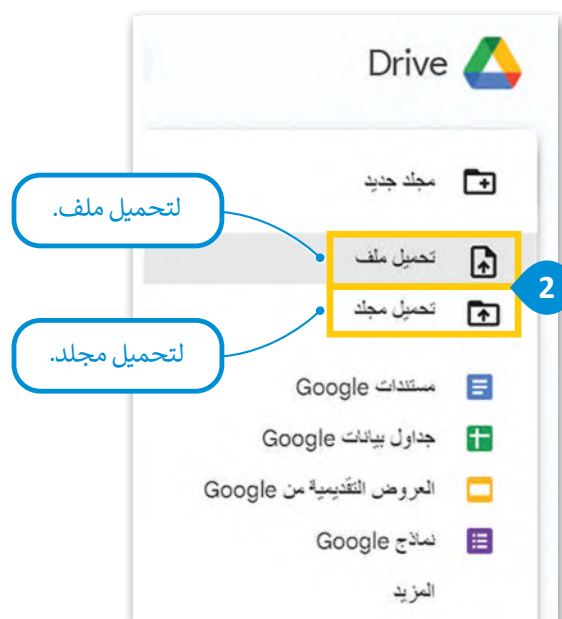 Drive
مجلد جديد
لتحميل ملف.
تحميل ملف
2
تحميل مجلد
لتحميل مجلد.
مستندات Google
جداول بيانات Google
العروض التقديمية من Google
نماذج Google
المزيد